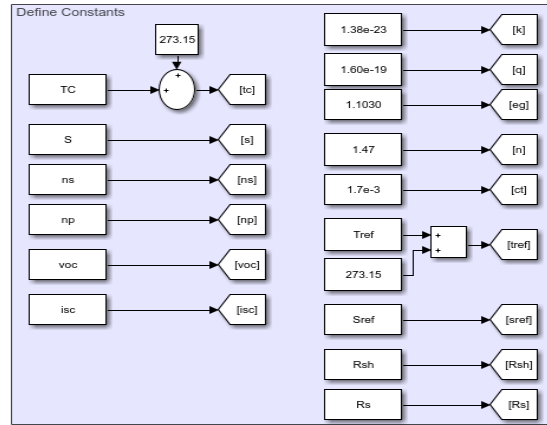 Define Constants
273.15
TC
+
+
[tc]
S
[s]
ns
[ns]
np
[np]
voc
[voc]
isc
[isc]
1.38e-23
[k]
1.60e-19
[q]
1.1030
[eg]
1.47
[n]
1.7e-3
[ct]
Tref
+
+
[tref]
273.15
Sref
[sref]
Rsh
[Rsh]
Rs
[Rs]